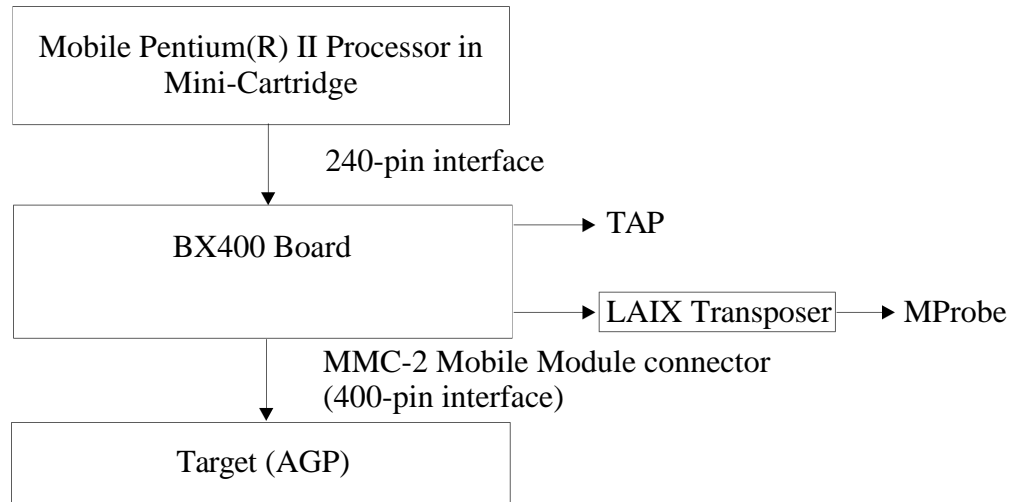 Mobile Pentium(R) II Processor in
Mini-Cartridge
240-pin interface
BX400 Board
TAP
LAIX Transposer
MProbe
MMC-2 Mobile Module connector
(400-pin interface)
Target (AGP)